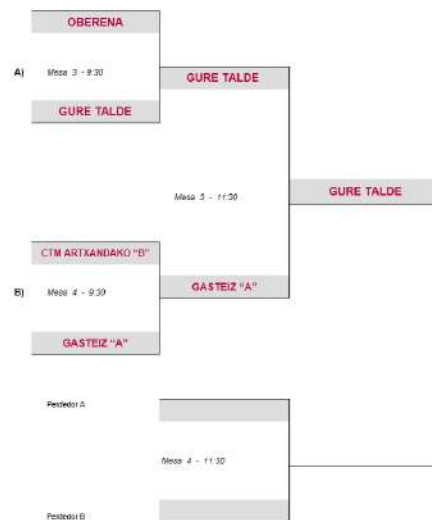 OBERENA
A) Mesa 3 - 9:30
GURE TALDE
GURE TALDE
Mesa 3 - 11:30
GURE TALDE
CTM ARTXANDAKO "B"
B) Mesa 4 - 9:30
GASTEIZ "A"
GASTEIZ "A"
Perdedor A
Mesa 4 - 11:30
Perdedor B